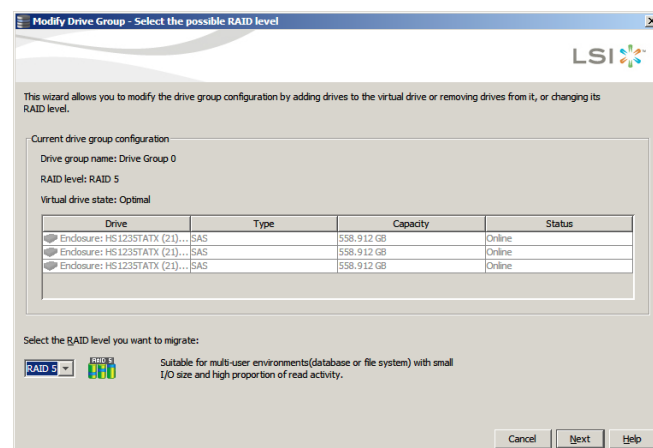 Modify Drive Group - Select the possible RAID level
LSI
This wizard allows you to modify the drive group configuration by adding drives to the virtual drive or removing drives from it, or changing its
RAID level.
Current drive group configuration
Drive group name: Drive Group 0
RAID level: RAID 5
Virtual drive state: Optimal
Drive Type Capacity Status
Enclosure: HS1235TATX (21)... SAS 558.912 GB Online
Enclosure: HS1235TATX (21)... SAS 558.912 GB Online
Enclosure: HS1235TATX (21)... SAS 558.912 GB Online
Select the RAID level you want to migrate:
RAID 5
RAID 5
Suitable for multi-user environments(database or file system) with small
I/O size and high proportion of read activity.
Cancel Next Help